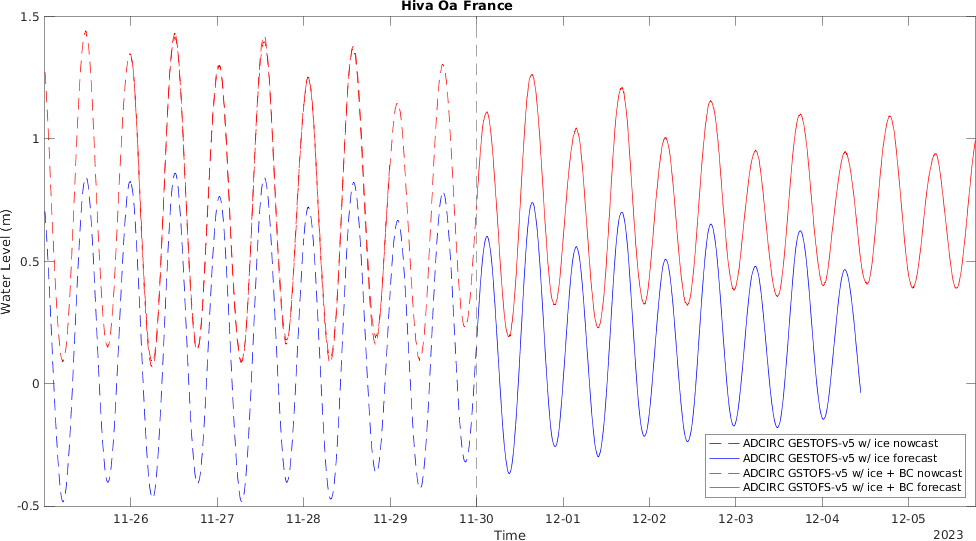 Hiva Oa France
1.5
1
0.5
0
-0.5
Water Level (m)
ADCIRC GESTOFS-v5 w/ ice nowcast
ADCIRC GESTOFS-v5 w/ ice forecast
ADCIRC GSTOFS-v5 w/ ice + BC nowcast
ADCIRC GSTOFS-v5 w/ ice + BC forecast
11-26 11-27 11-28 11-29 11-30 12-01 12-02 12-03 12-04 12-05
Time
2023